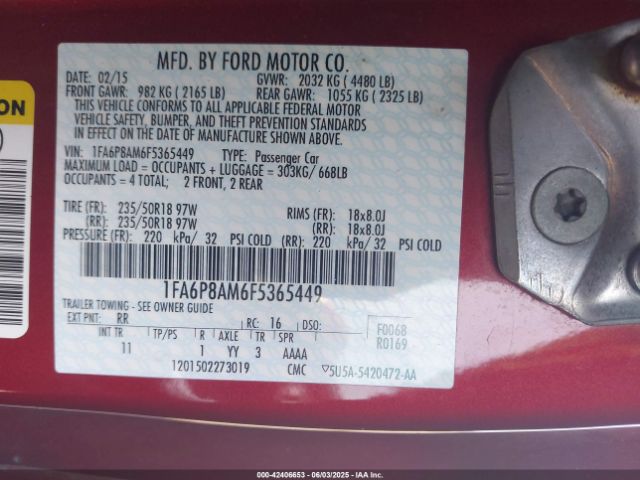 MFD. BY FORD MOTOR CO.
DATE: 02/15 GVWR: 2032 KG ( 4480 LB)
FRONT GAWR: 982 KG ( 2165 LB) REAR GAWR: 1055 KG ( 2325 LB)
THIS VEHICLE CONFORMS TO ALL APPLICABLE FEDERAL MOTOR
VEHICLE SAFETY, BUMPER, AND THEFT PREVENTION STANDARDS
IN EFFECT ON THE DATE OF MANUFACTURE SHOWN ABOVE.
VIN: 1FA6P8AM6F5365449 TYPE: Passenger Car
MAXIMUM LOAD = OCCUPANTS + LUGGAGE = 303KG/ 668LB
OCCUPANTS = 4 TOTAL; 2 FRONT, 2 REAR
TIRE (FR): 235/50R18 97W RIMS (FR): 18x8.0J
(RR): 235/50R18 97W (RR): 18x8.0J
PRESSURE (FR): 220 kPa/ 32 PSI COLD (RR): 220 kPa/ 32 PSI COLD
1FA6P8AM6F5365449
TRAILER TOWING - SEE OWNER GUIDE
EXT PNT: RR RC: 16 DSO: F0068
R0169
INT TR TP/PS R AXLE TR SPR
11 1 YY 3 AAAA
1201502273019 CMC ▽5U5A-5420472-AA
ON
000-42406653 - 06/03/2025 - IAAI.COM